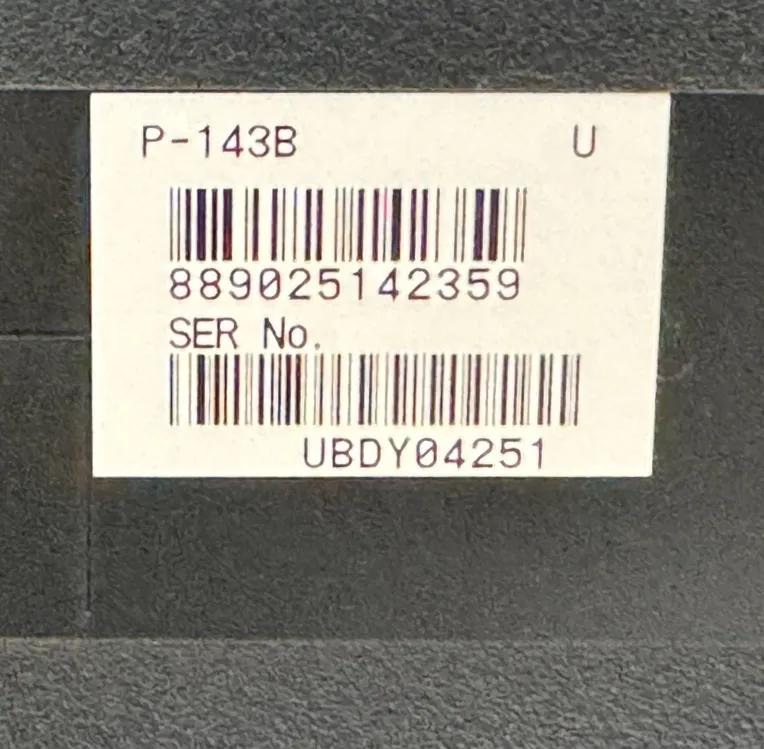 P-143B U
889025142359
SER No.
UBDY04251